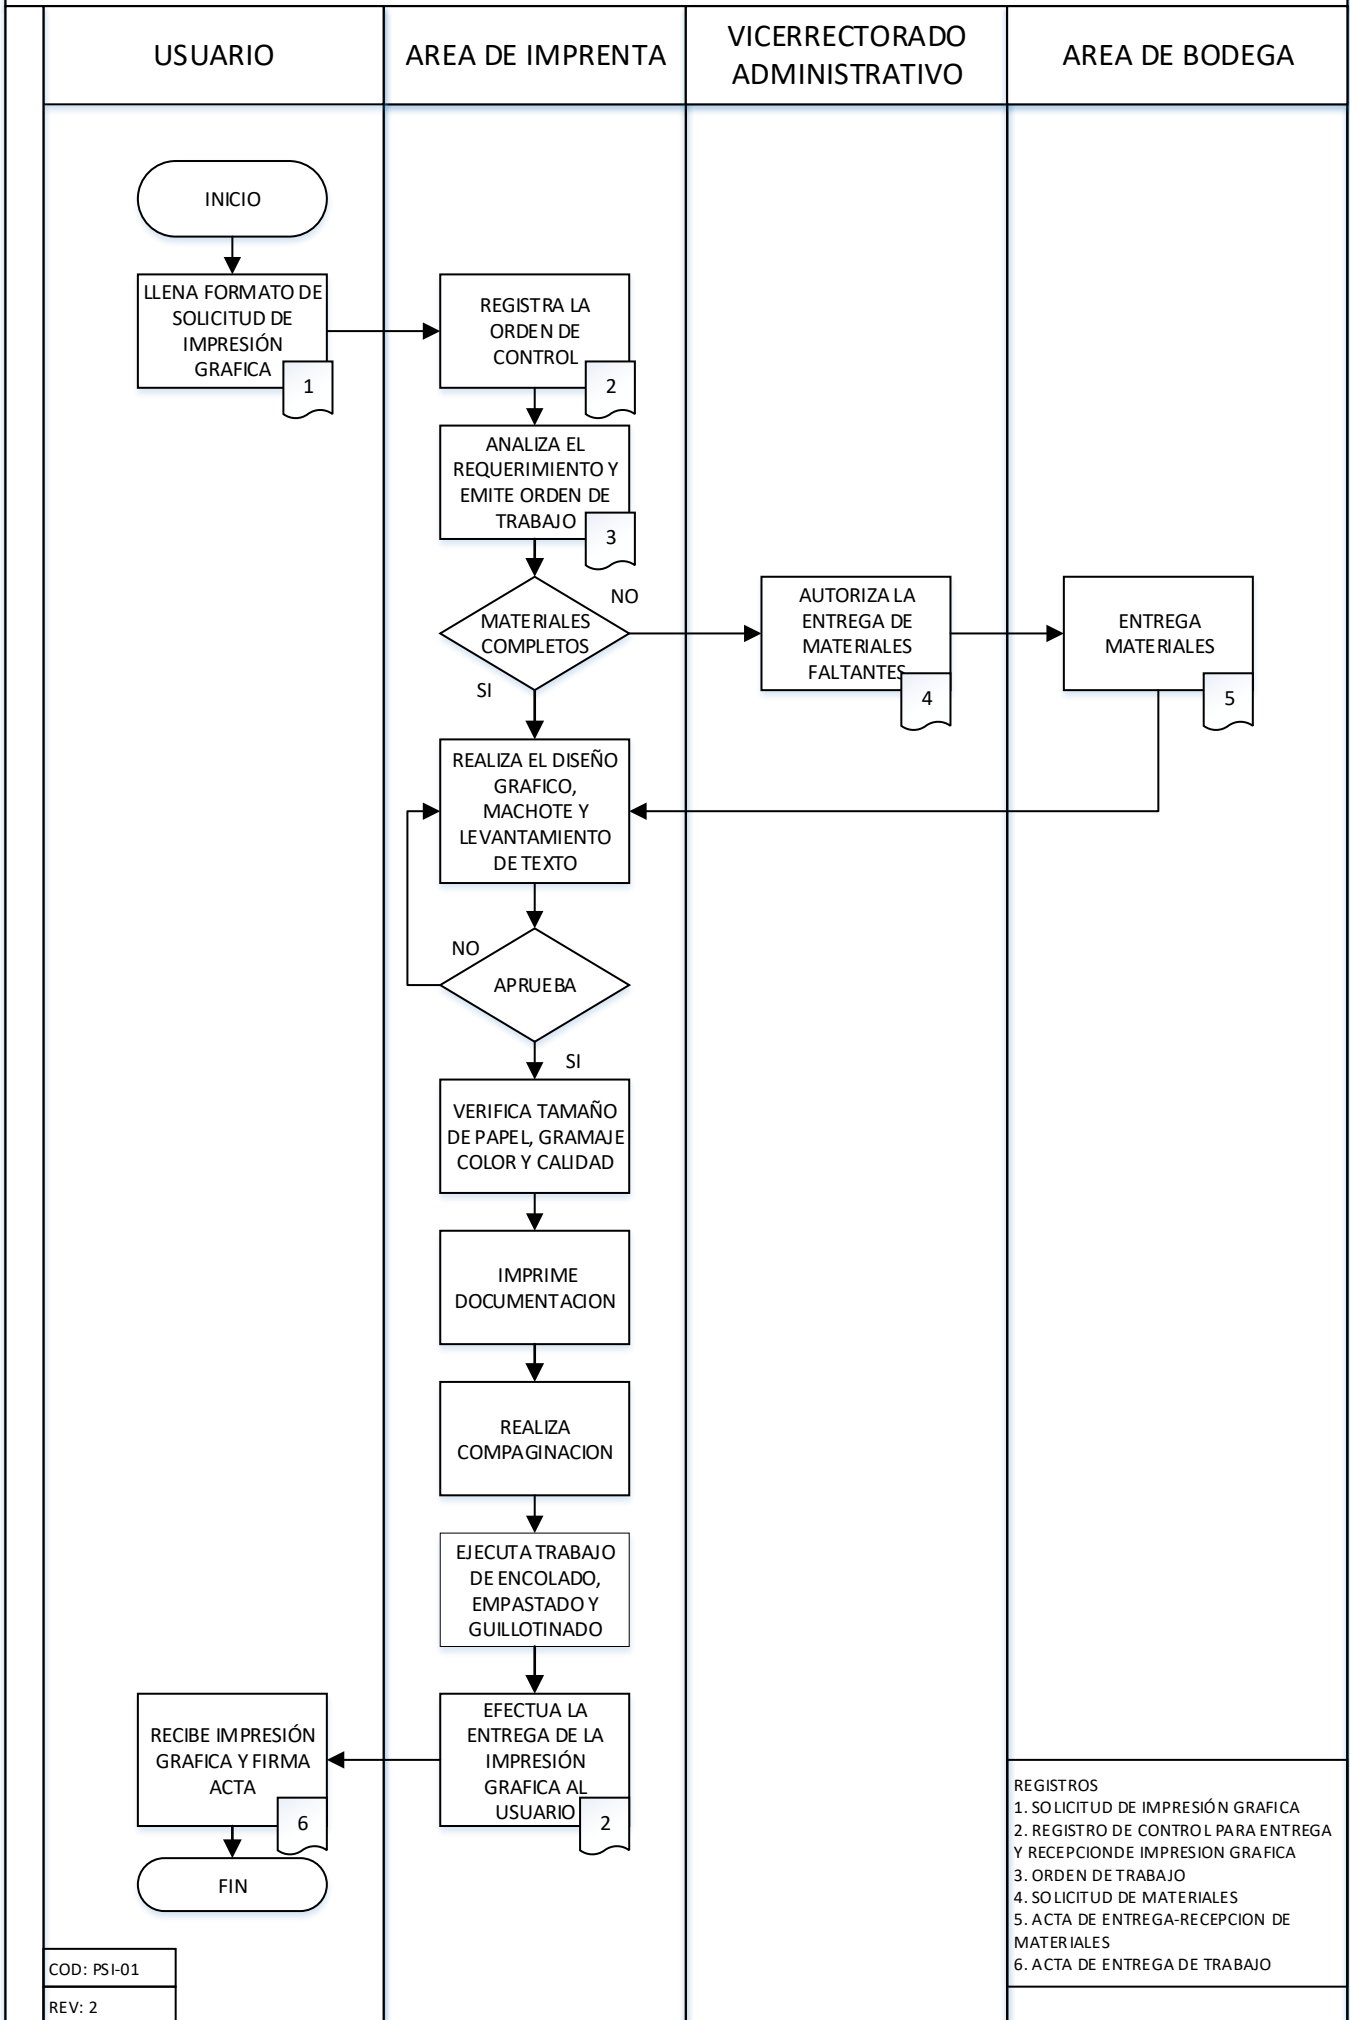 USUARIO
AREA DE IMPRENTA
VICERRECTORADO
ADMINISTRATIVO
AREA DE BODEGA
INICIO
LLENA FORMATO DE
SOLICITUD DE
IMPRESIÓN
GRAFICA
1
REGISTRA LA
ORDEN DE
CONTROL
2
ANALIZA EL
REQUERIMIENTO Y
EMITE ORDEN DE
TRABAJO
3
MATERIALES
COMPLETOS
NO
SI
AUTORIZA LA
ENTREGA DE
MATERIALES
FALTANTES
4
ENTREGA
MATERIALES
5
REALIZA EL DISEÑO
GRAFICO,
MACHOTE Y
LEVANTAMIENTO
DE TEXTO
NO
APRUEBA
SI
VERIFICA TAMAÑO
DE PAPEL, GRAMAJE
COLOR Y CALIDAD
IMPRIME
DOCUMENTACION
REALIZA
COMPAGINACION
EJECUTA TRABAJO
DE ENCOLADO,
EMPASTADO Y
GUILLOTINADO
EFECTUA LA
ENTREGA DE LA
IMPRESIÓN
GRAFICA AL
USUARIO
2
RECIBE IMPRESIÓN
GRAFICA Y FIRMA
ACTA
6
FIN
REGISTROS
1. SOLICITUD DE IMPRESIÓN GRAFICA
2. REGISTRO DE CONTROL PARA ENTREGA
Y RECEPCIONDE IMPRESION GRAFICA
3. ORDEN DE TRABAJO
4. SOLICITUD DE MATERIALES
5. ACTA DE ENTREGA-RECEPCION DE
MATERIALES
6. ACTA DE ENTREGA DE TRABAJO
COD: PSI-01
REV: 2